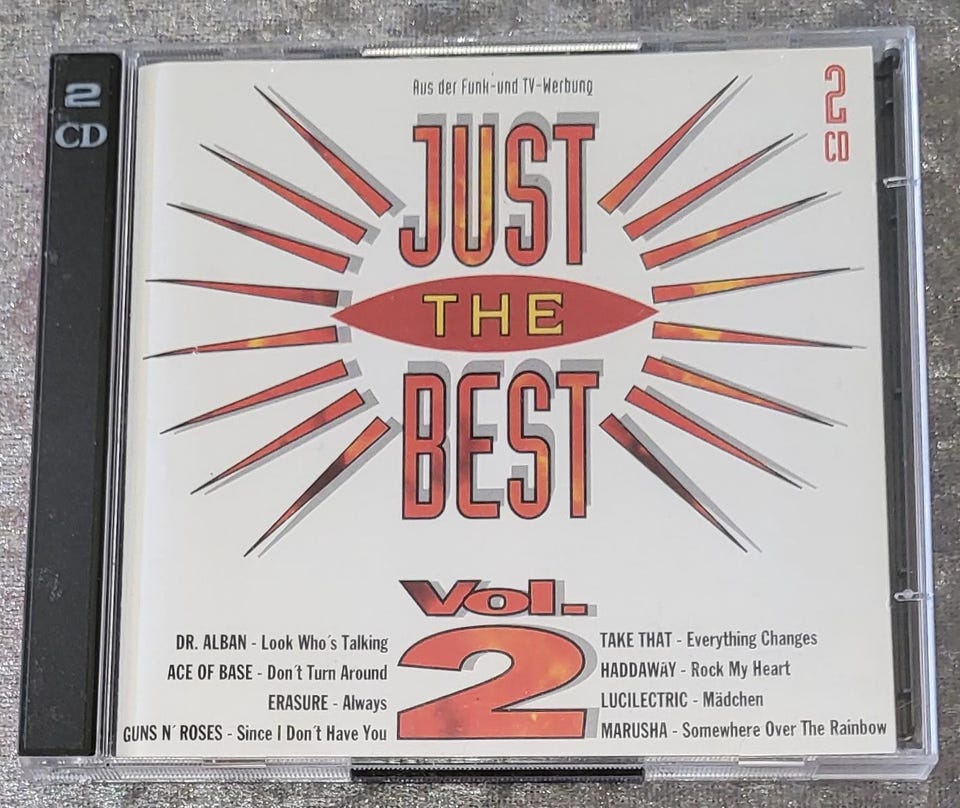 2
CD
Aus der Funk-und TV-Werbung
2
CD
JUST
THE
BEST
Vol.
2
DR. ALBAN - Look Who´s Talking
ACE OF BASE - Don´t Turn Around
ERASURE - Always
GUNS N´ ROSES - Since I Don´t Have You
TAKE THAT - Everything Changes
HADDAWäY - Rock My Heart
LUCILECTRIC - Mädchen
MARUSHA - Somewhere Over The Rainbow